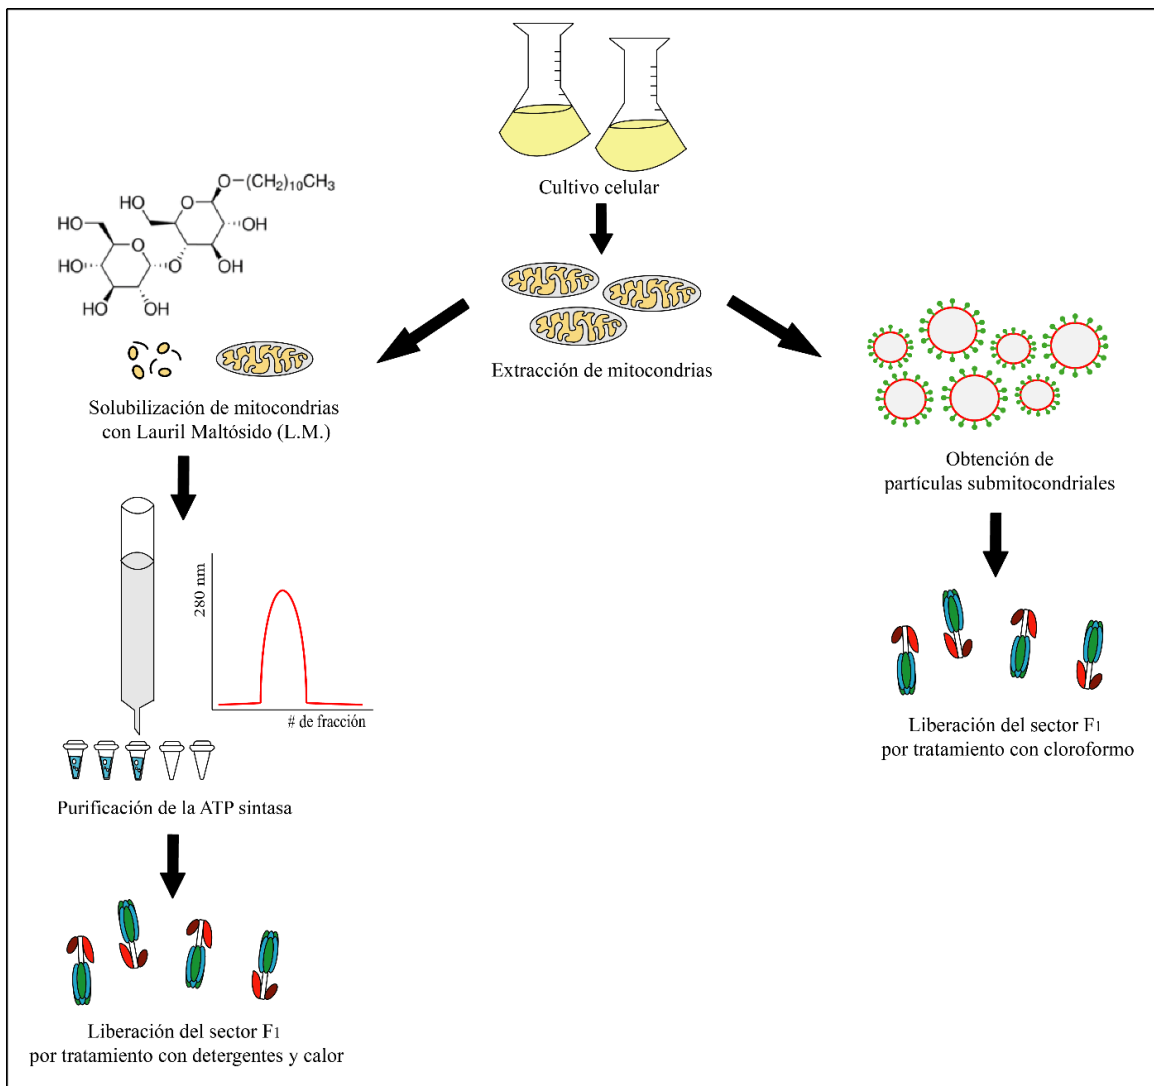 Cultivo celular
O-(CH2)10CH3
HO
HO
O
O
OH
HO
HO
O
OH
HO
O
OH
HO
OH
Extracción de mitocondrias
Solubilización de mitocondrias
con Lauril Maltósido (L.M.)
Obtención de
partículas submitocondriales
280 nm
# de fracción
Purificación de la ATP sintasa
Liberación del sector F1
por tratamiento con cloroformo
Liberación del sector F1
por tratamiento con detergentes y calor